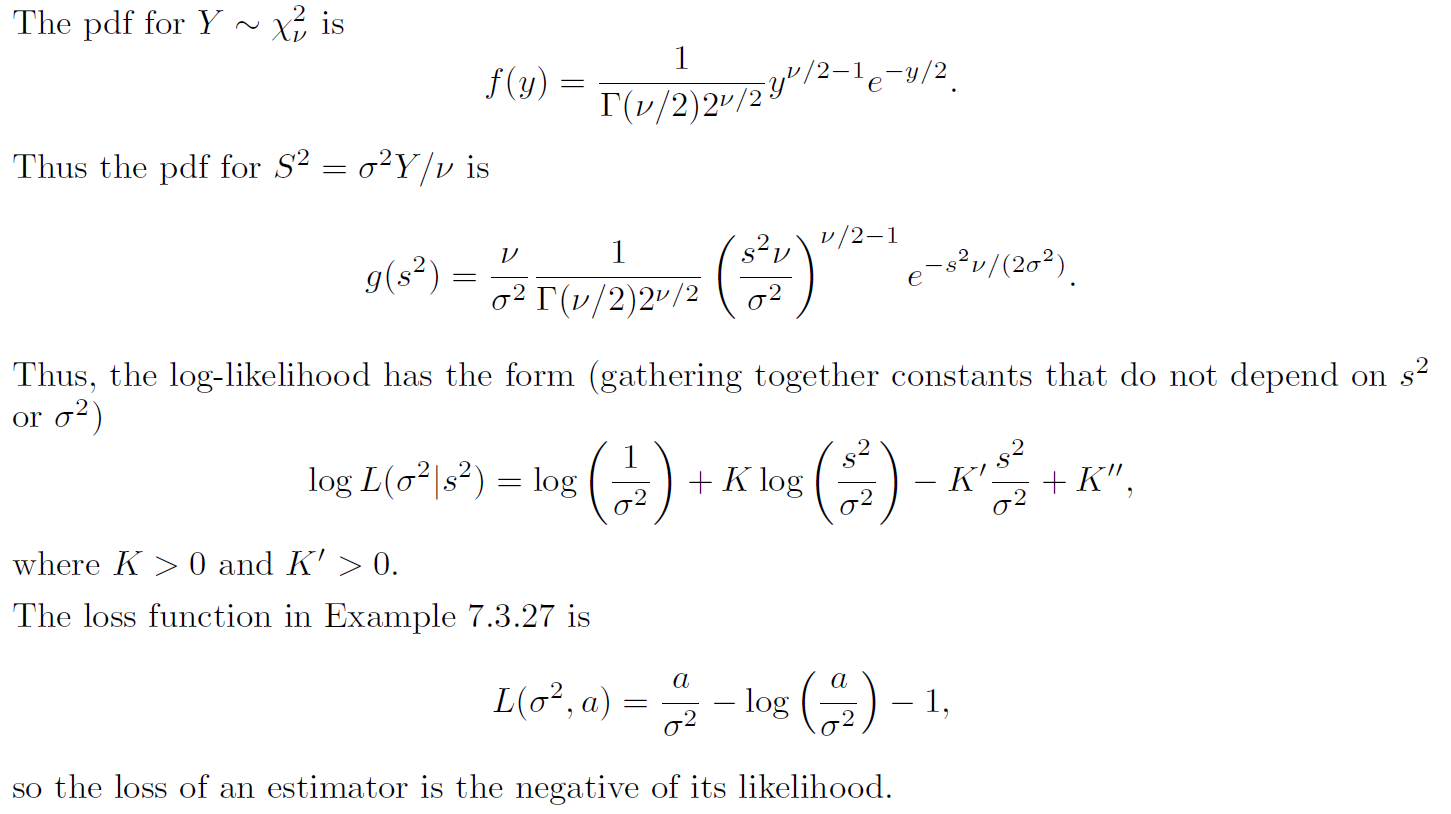 The pdf for $Y \sim \chi^2_\nu$ is
$$f(y) = \frac{1}{\Gamma(\nu/2)2^{\nu/2}} y^{\nu/2-1} e^{-y/2}.$$
Thus the pdf for $S^2 = \sigma^2 Y/\nu$ is
$$g(s^2) = \frac{\nu}{\sigma^2} \frac{1}{\Gamma(\nu/2)2^{\nu/2}} \left(\frac{s^2\nu}{\sigma^2}\right)^{\nu/2-1} e^{-s^2\nu/(2\sigma^2)}.$$
Thus, the log-likelihood has the form (gathering together constants that do not depend on $s^2$
or $\sigma^2$)
$$\log L(\sigma^2|s^2) = \log\left(\frac{1}{\sigma^2}\right) + K \log\left(\frac{s^2}{\sigma^2}\right) - K'\frac{s^2}{\sigma^2} + K'',$$
where $K > 0$ and $K' > 0$.
The loss function in Example 7.3.27 is
$$L(\sigma^2, a) = \frac{a}{\sigma^2} - \log\left(\frac{a}{\sigma^2}\right) - 1,$$
so the loss of an estimator is the negative of its likelihood.